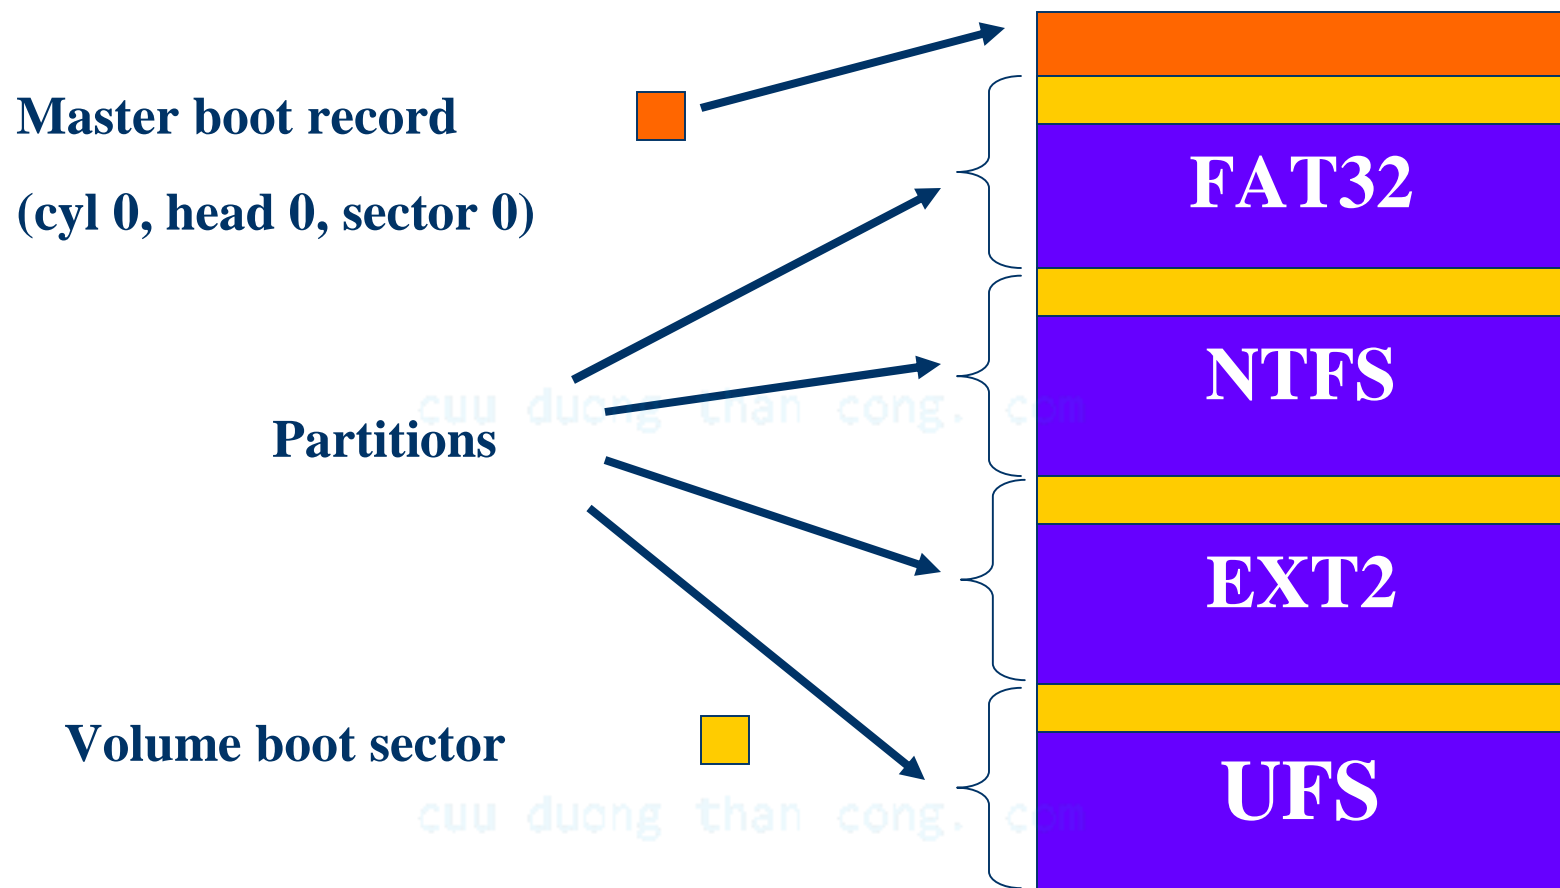 Master boot record
(cyl 0, head 0, sector 0)
FAT32
NTFS
cuu duong than cong. com
Partitions
EXT2
Volume boot sector
UFS
cuu duong than cong. com